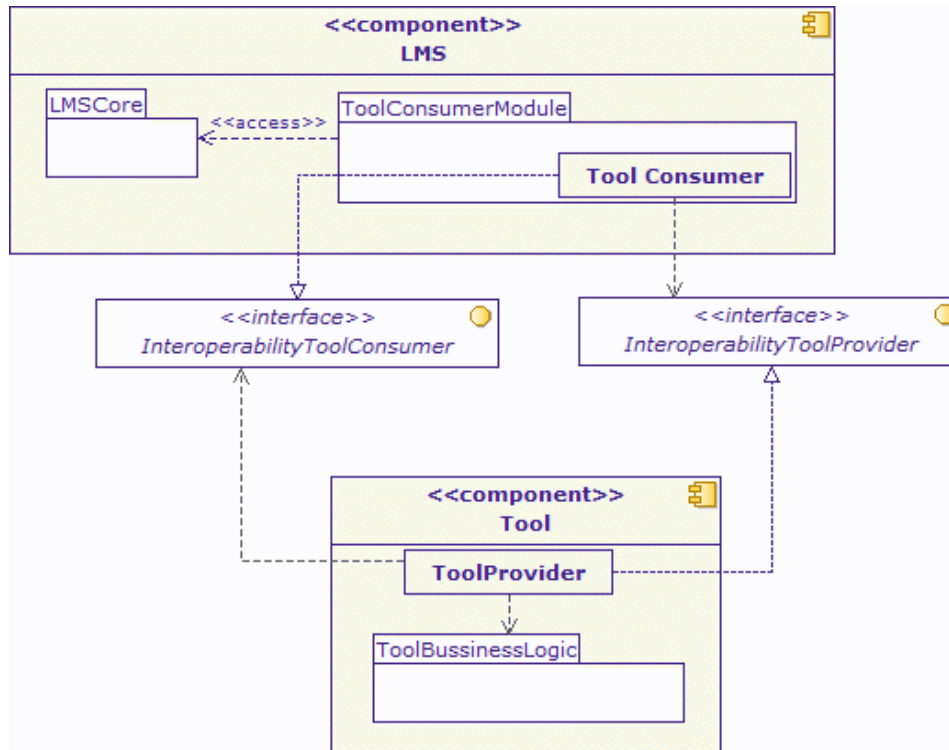 <<component>>
LMS
LMSCore
<<access>>
ToolConsumerModule
Tool Consumer
<<interface>>
InteroperabilityToolConsumer
<<interface>>
InteroperabilityToolProvider
<<component>>
Tool
ToolProvider
ToolBussinessLogic